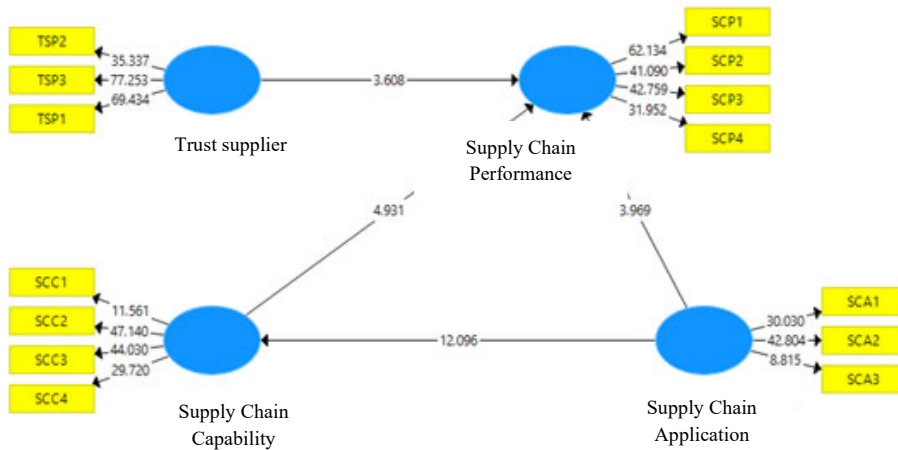 TSP2
TSP3
TSP1
35.337
77.253
69.434
Trust supplier
3.608
SCP1
SCP2
SCP3
SCP4
62.134
41.090
42.759
31.952
Supply Chain
Performance
4.931
3.969
SCC1
SCC2
SCC3
SCC4
11.561
47.140
44.030
29.720
Supply Chain
Capability
12.096
SCA1
SCA2
SCA3
30.030
42.804
8.815
Supply Chain
Application